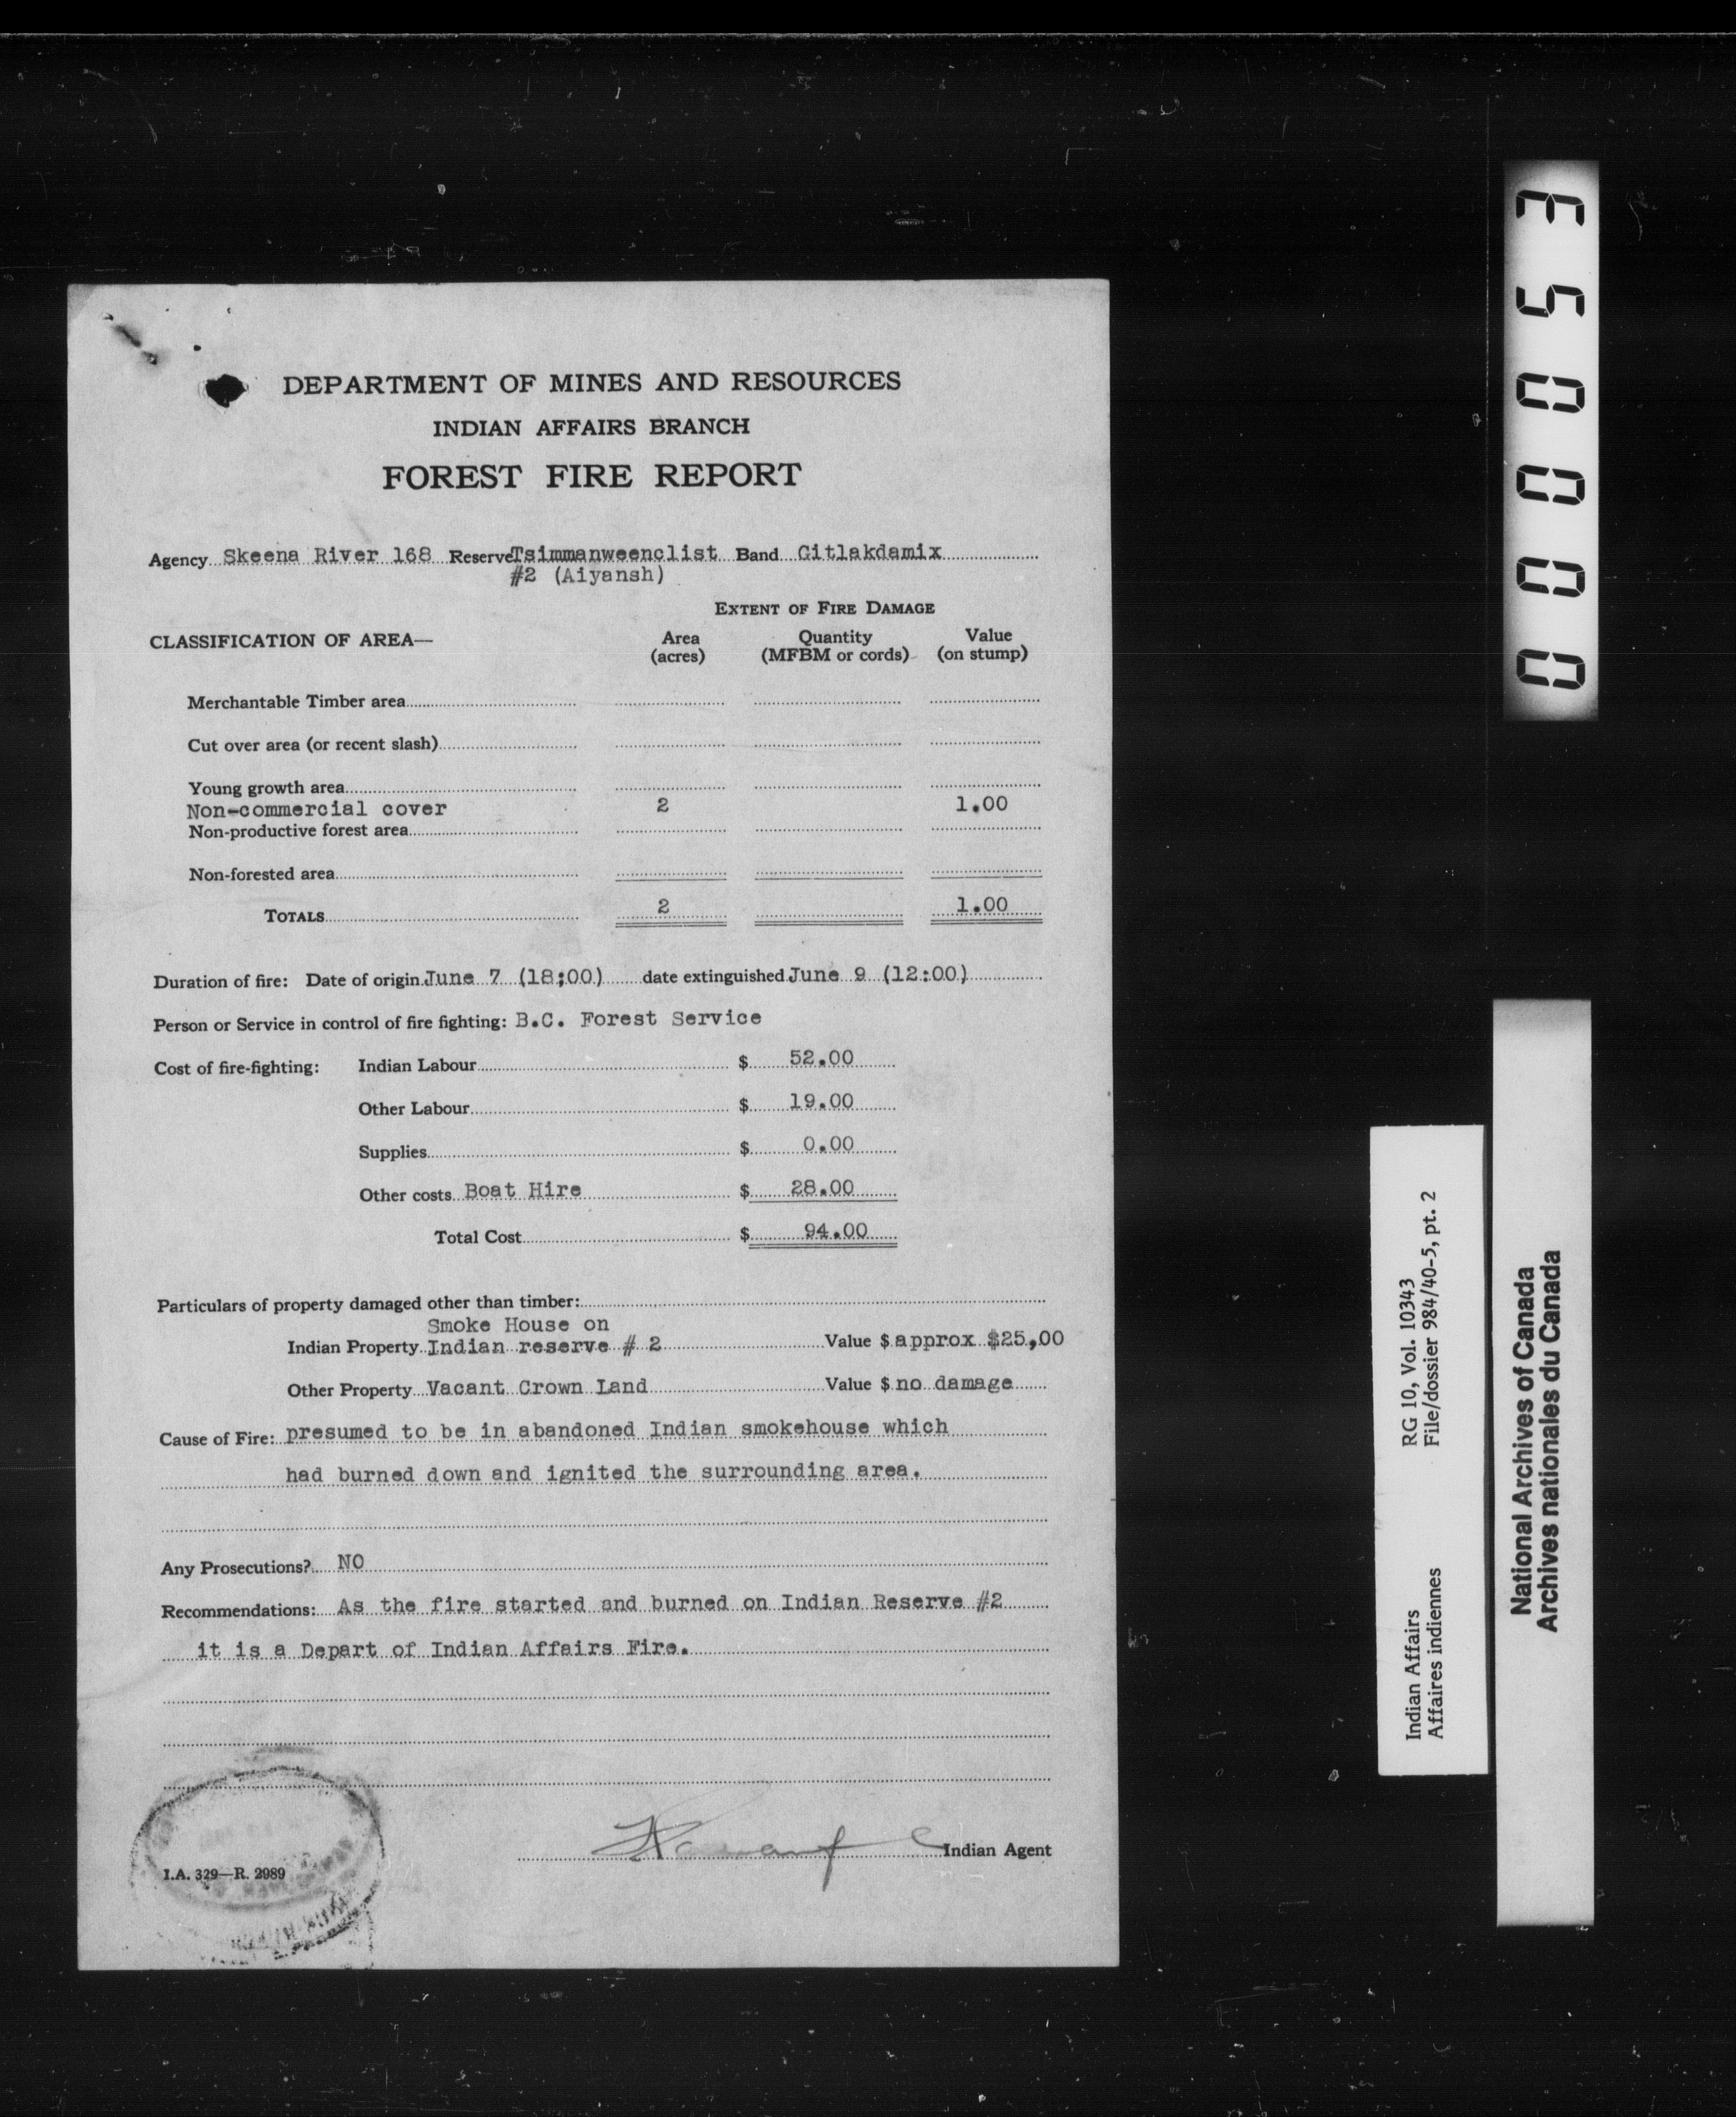 DEPARTMENT OF MINES AND RESOURCES
INDIAN AFFAIRS BRANCH
FOREST FIRE REPORT
Agency Skeena River 168 Reserve Tsimmanweenclist Band Gitlakdamix
#2 (Aiyansh)
EXTENT OF FIRE DAMAGE
CLASSIFICATION OF AREA— Area (acres) Quantity (MFBM or cords) Value (on stump)
Merchantable Timber area
Cut over area (or recent slash)
Young growth area
Non-commercial cover 2 1.00
Non-productive forest area
Non-forested area
TOTALS 2 1.00
Duration of fire: Date of origin June 7 (18;00) date extinguished June 9 (12:00)
Person or Service in control of fire fighting: B.C. Forest Service
Cost of fire-fighting: Indian Labour $ 52.00
Other Labour $ 19.00
Supplies $ 0.00
Other costs Boat Hire $ 28.00
Total Cost $ 94.00
Particulars of property damaged other than timber:
Smoke House on
Indian Property Indian reserve # 2 Value $ approx $25,00
Other Property Vacant Crown Land Value $ no damage
Cause of Fire: presumed to be in abandoned Indian smokehouse which
had burned down and ignited the surrounding area.
Any Prosecutions? NO
Recommendations: As the fire started and burned on Indian Reserve #2
it is a Depart of Indian Affairs Fire.
Indian Agent
I.A. 329—R. 2989
000053
Indian Affairs RG 10, Vol. 10343
Affaires indiennes File/dossier 984/40-5, pt. 2
National Archives of Canada
Archives nationales du Canada